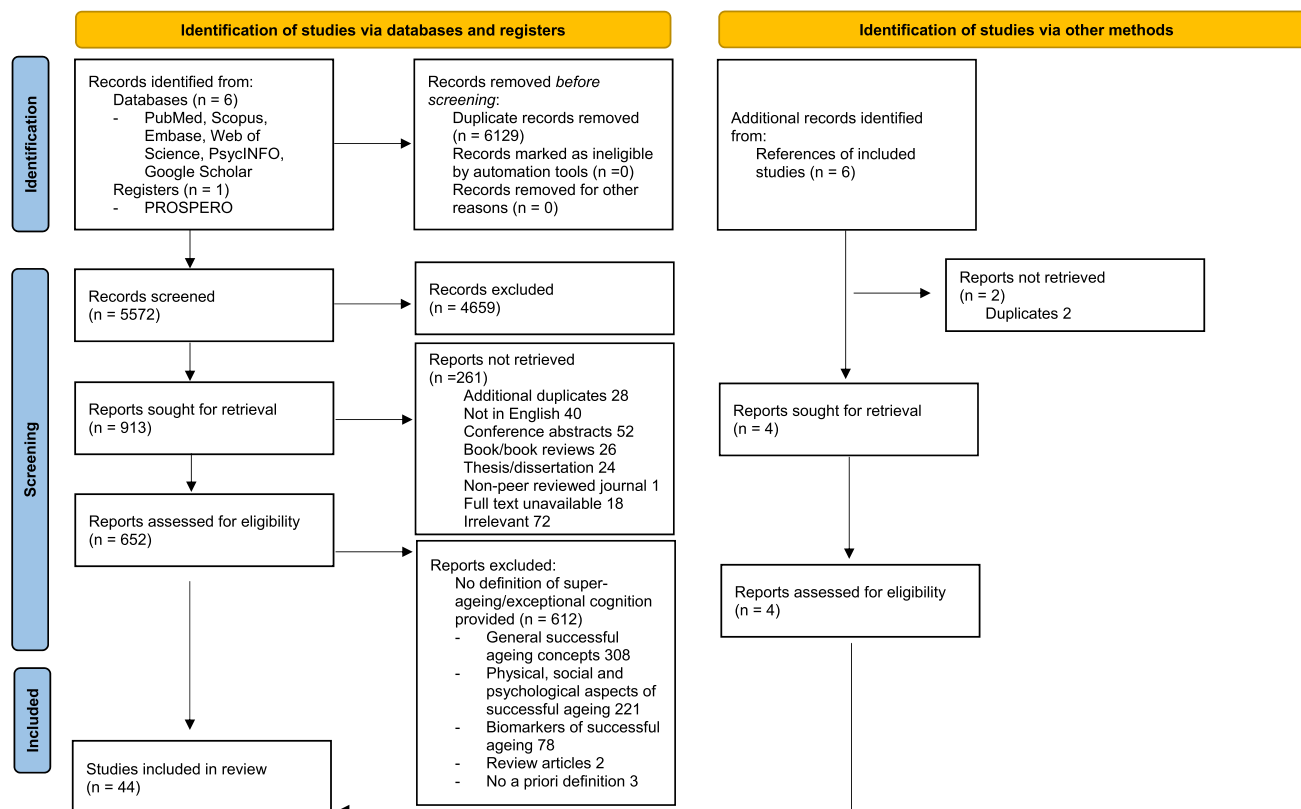 Identification of studies via databases and registers
Identification of studies via other methods
Identification
Records identified from:
Databases (n = 6)
- PubMed, Scopus,
Embase, Web of
Science, PsycINFO,
Google Scholar
Registers (n = 1)
- PROSPERO
Records removed before
screening:
Duplicate records removed
(n = 6129)
Records marked as ineligible
by automation tools (n =0)
Records removed for other
reasons (n = 0)
Additional records identified
from:
References of included
studies (n = 6)
Screening
Records screened
(n = 5572)
Records excluded
(n = 4659)
Reports not retrieved
(n = 2)
Duplicates 2
Reports sought for retrieval
(n = 913)
Reports not retrieved
(n =261)
Additional duplicates 28
Not in English 40
Conference abstracts 52
Book/book reviews 26
Thesis/dissertation 24
Non-peer reviewed journal 1
Full text unavailable 18
Irrelevant 72
Reports sought for retrieval
(n = 4)
Reports assessed for eligibility
(n = 652)
Reports excluded:
No definition of super-
ageing/exceptional cognition
provided (n = 612)
- General successful
ageing concepts 308
- Physical, social and
psychological aspects of
successful ageing 221
- Biomarkers of successful
ageing 78
- Review articles 2
- No a priori definition 3
Reports assessed for eligibility
(n = 4)
Included
Studies included in review
(n = 44)